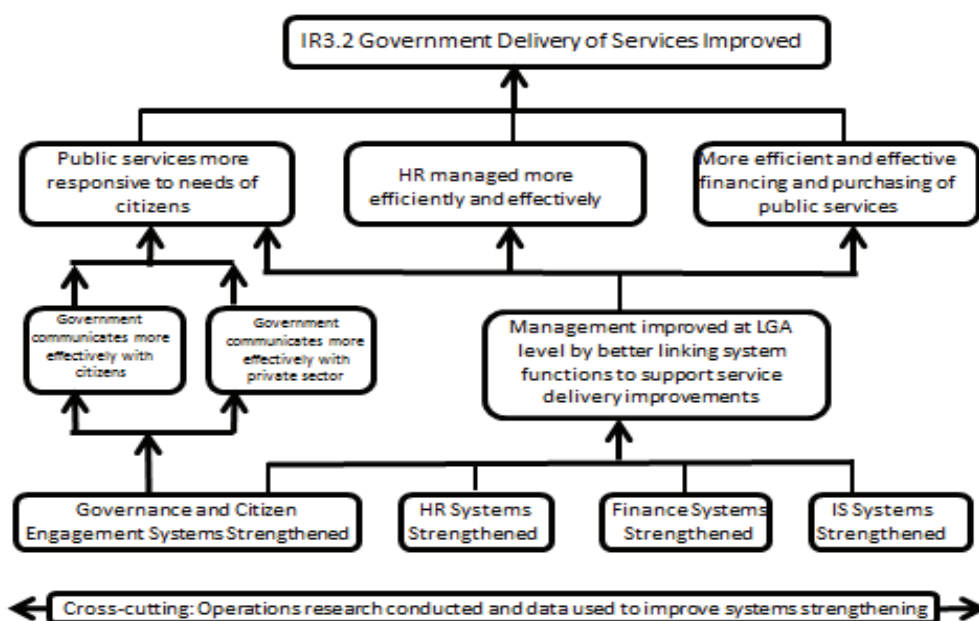 IR3.2 Government Delivery of Services Improved
Public services more
responsive to needs of
citizens
HR managed more
efficiently and effectively
More efficient and effective
financing and purchasing of
public services
Government
communicates more
effectively with
citizens
Government
communicates more
effectively with
private sector
Management improved at LGA
level by better linking system
functions to support service
delivery improvements
Governance and Citizen
Engagement Systems Strengthened
HR Systems
Strengthened
Finance Systems
Strengthened
IS Systems
Strengthened
Cross-cutting: Operations research conducted and data used to improve systems strengthening